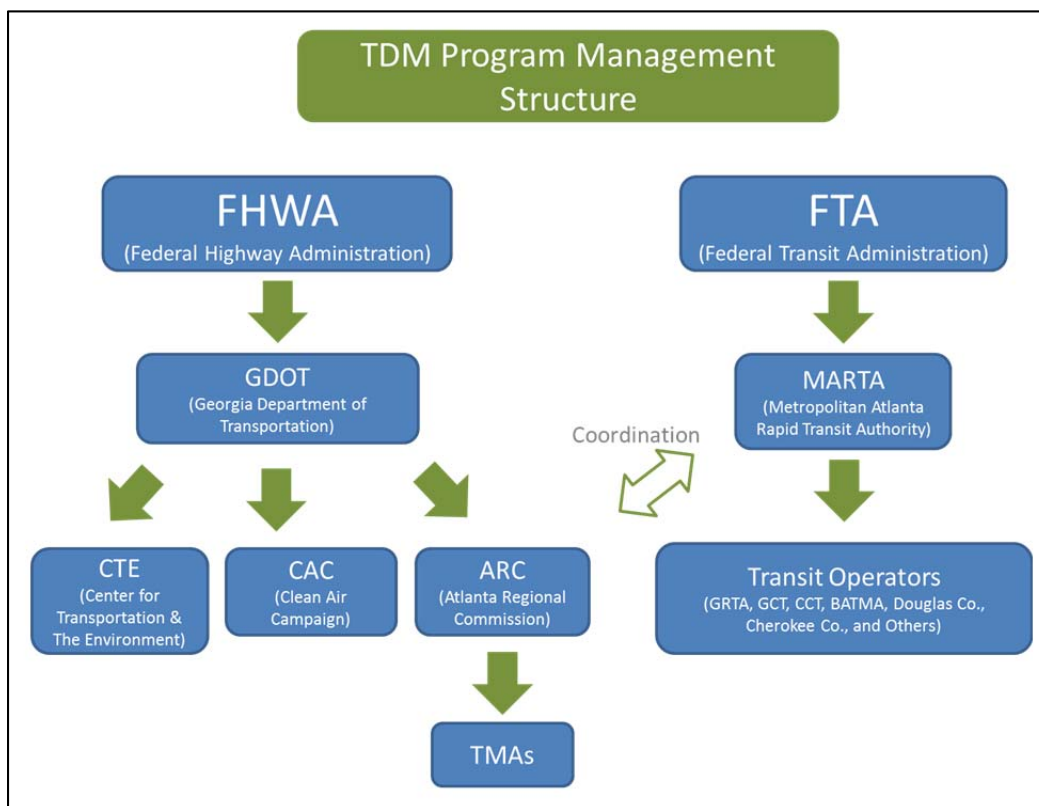 TDM Program Management
Structure
FHWA
(Federal Highway Administration)
FTA
(Federal Transit Administration)
GDOT
(Georgia Department of
Transportation)
MARTA
(Metropolitan Atlanta
Rapid Transit Authority)
Coordination
CTE
(Center for
Transportation &
The Environment)
CAC
(Clean Air
Campaign)
ARC
(Atlanta Regional
Commission)
Transit Operators
(GRTA, GCT, CCT, BATMA, Douglas Co.,
Cherokee Co., and Others)
TMAs